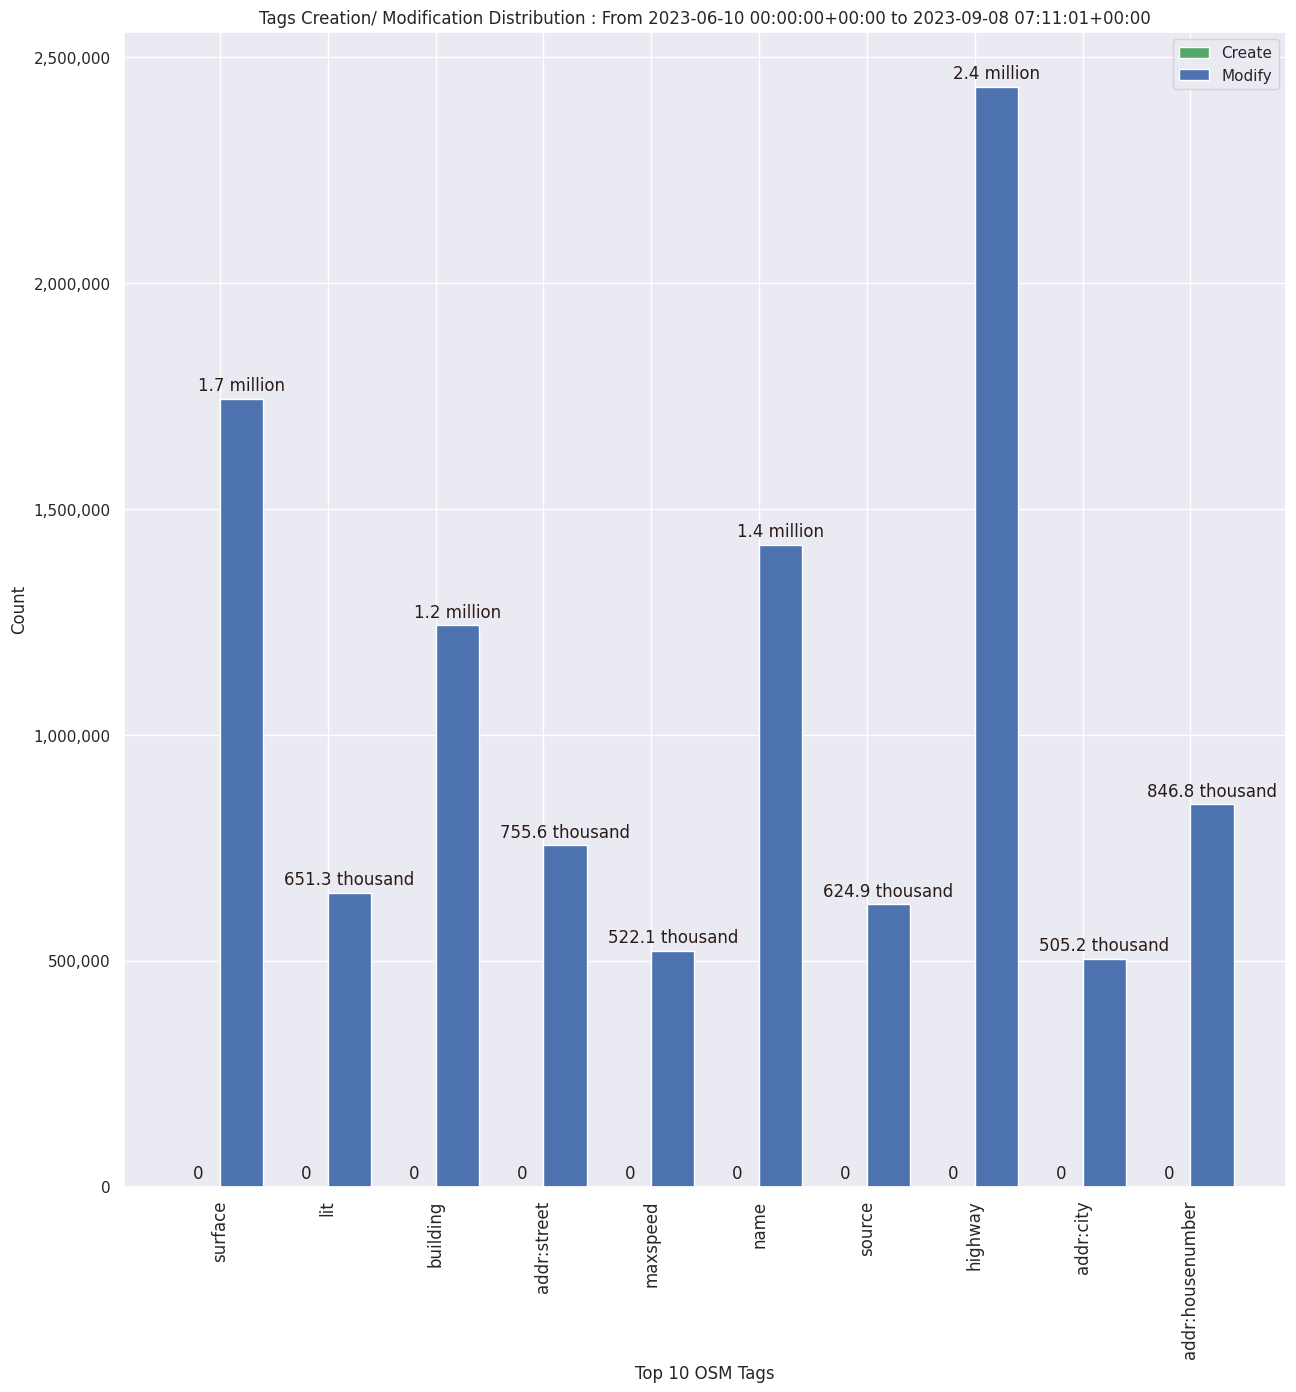 Tags Creation/ Modification Distribution : From 2023-06-10 00:00:00+00:00 to 2023-09-08 07:11:01+00:00
Create
Modify
2,500,000
2,000,000
1,500,000
1,000,000
500,000
0
Count
1.7 million
651.3 thousand
1.2 million
755.6 thousand
522.1 thousand
1.4 million
624.9 thousand
2.4 million
505.2 thousand
846.8 thousand
0
0
0
0
0
0
0
0
0
0
surface
lit
building
addr:street
maxspeed
name
source
highway
addr:city
addr:housenumber
Top 10 OSM Tags